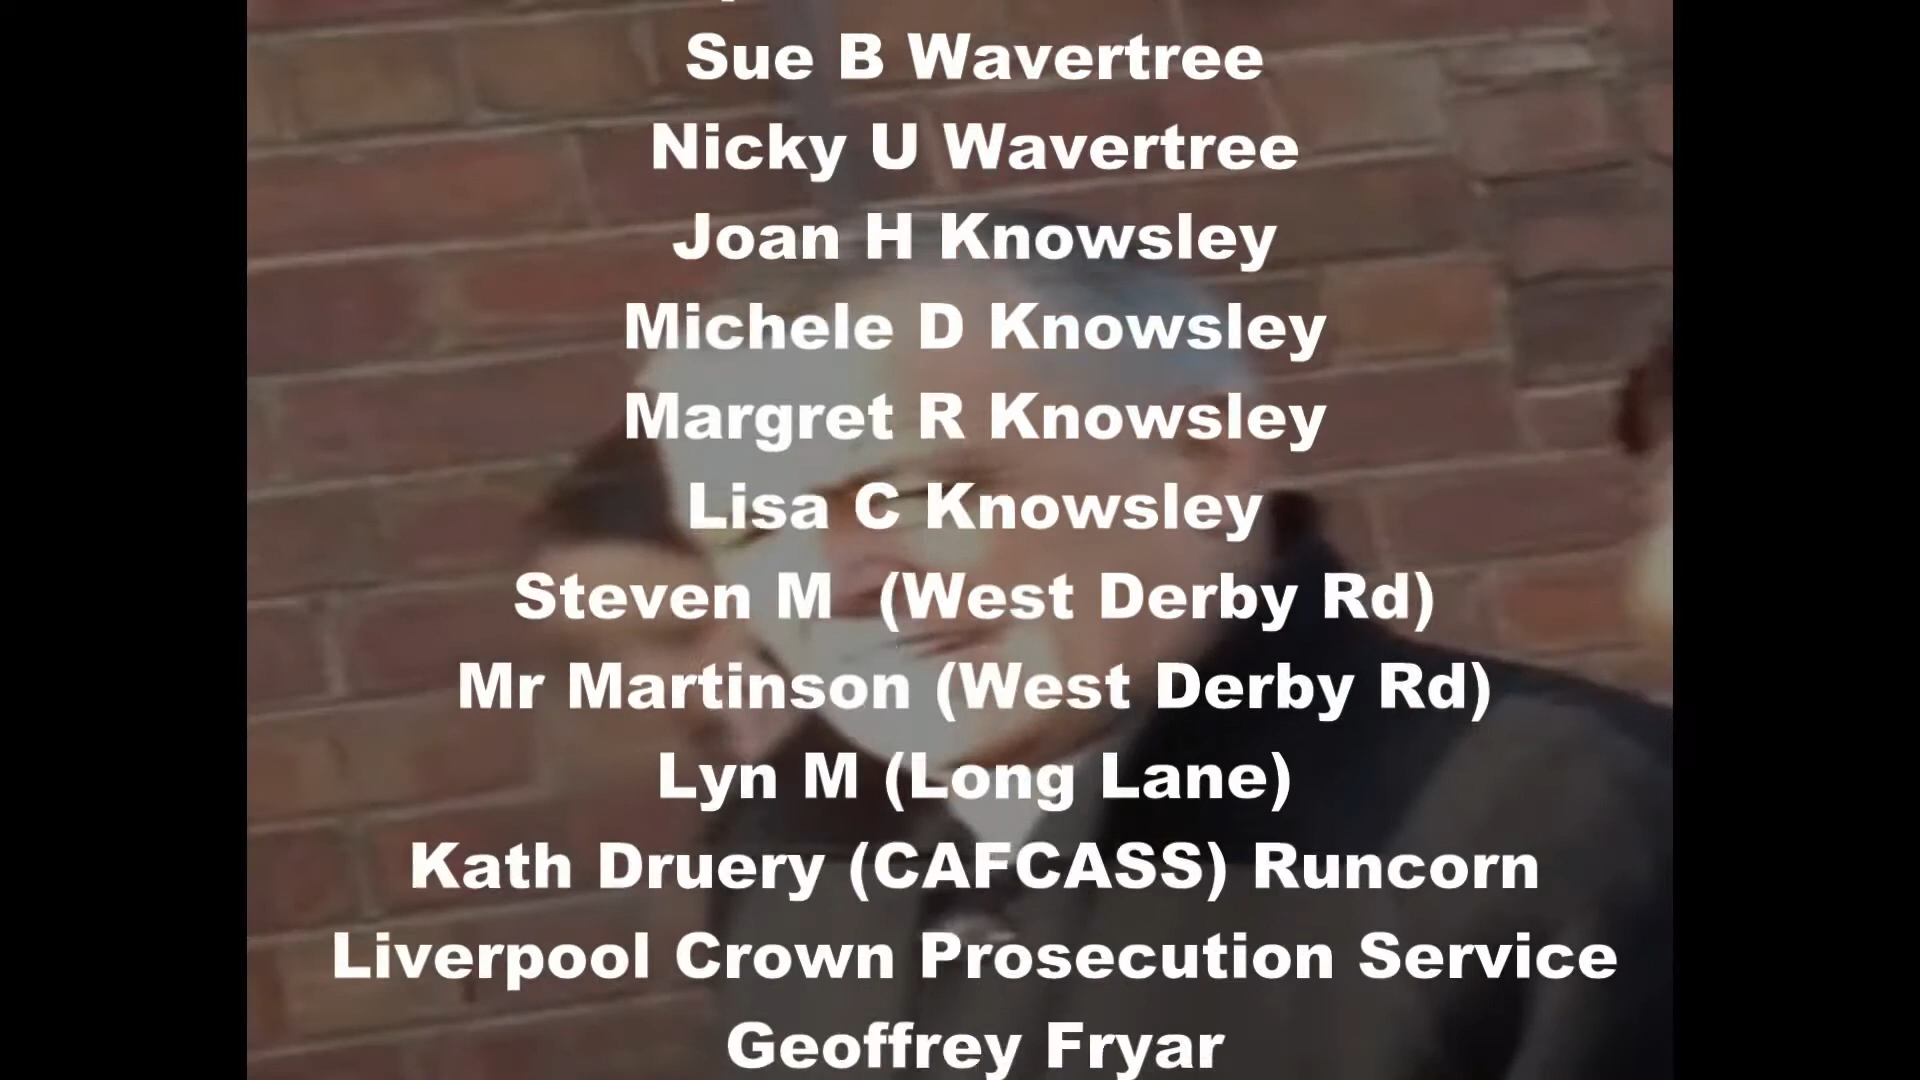 Sue B Wavertree
Nicky U Wavertree
Joan H Knowsley
Michele D Knowsley
Margret R Knowsley
Lisa C Knowsley
Steven M  (West Derby Rd)
Mr Martinson (West Derby Rd)
Lyn M (Long Lane)
Kath Druery (CAFCASS) Runcorn
Liverpool Crown Prosecution Service
Geoffrey Fryar